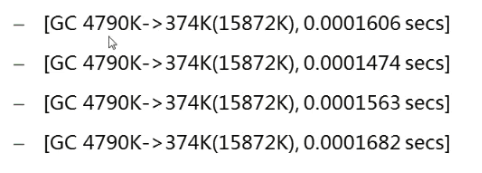 – [GC 4790K->374K(15872K), 0.0001606 secs]
– [GC 4790K->374K(15872K), 0.0001474 secs]
– [GC 4790K->374K(15872K), 0.0001563 secs]
– [GC 4790K->374K(15872K), 0.0001682 secs]